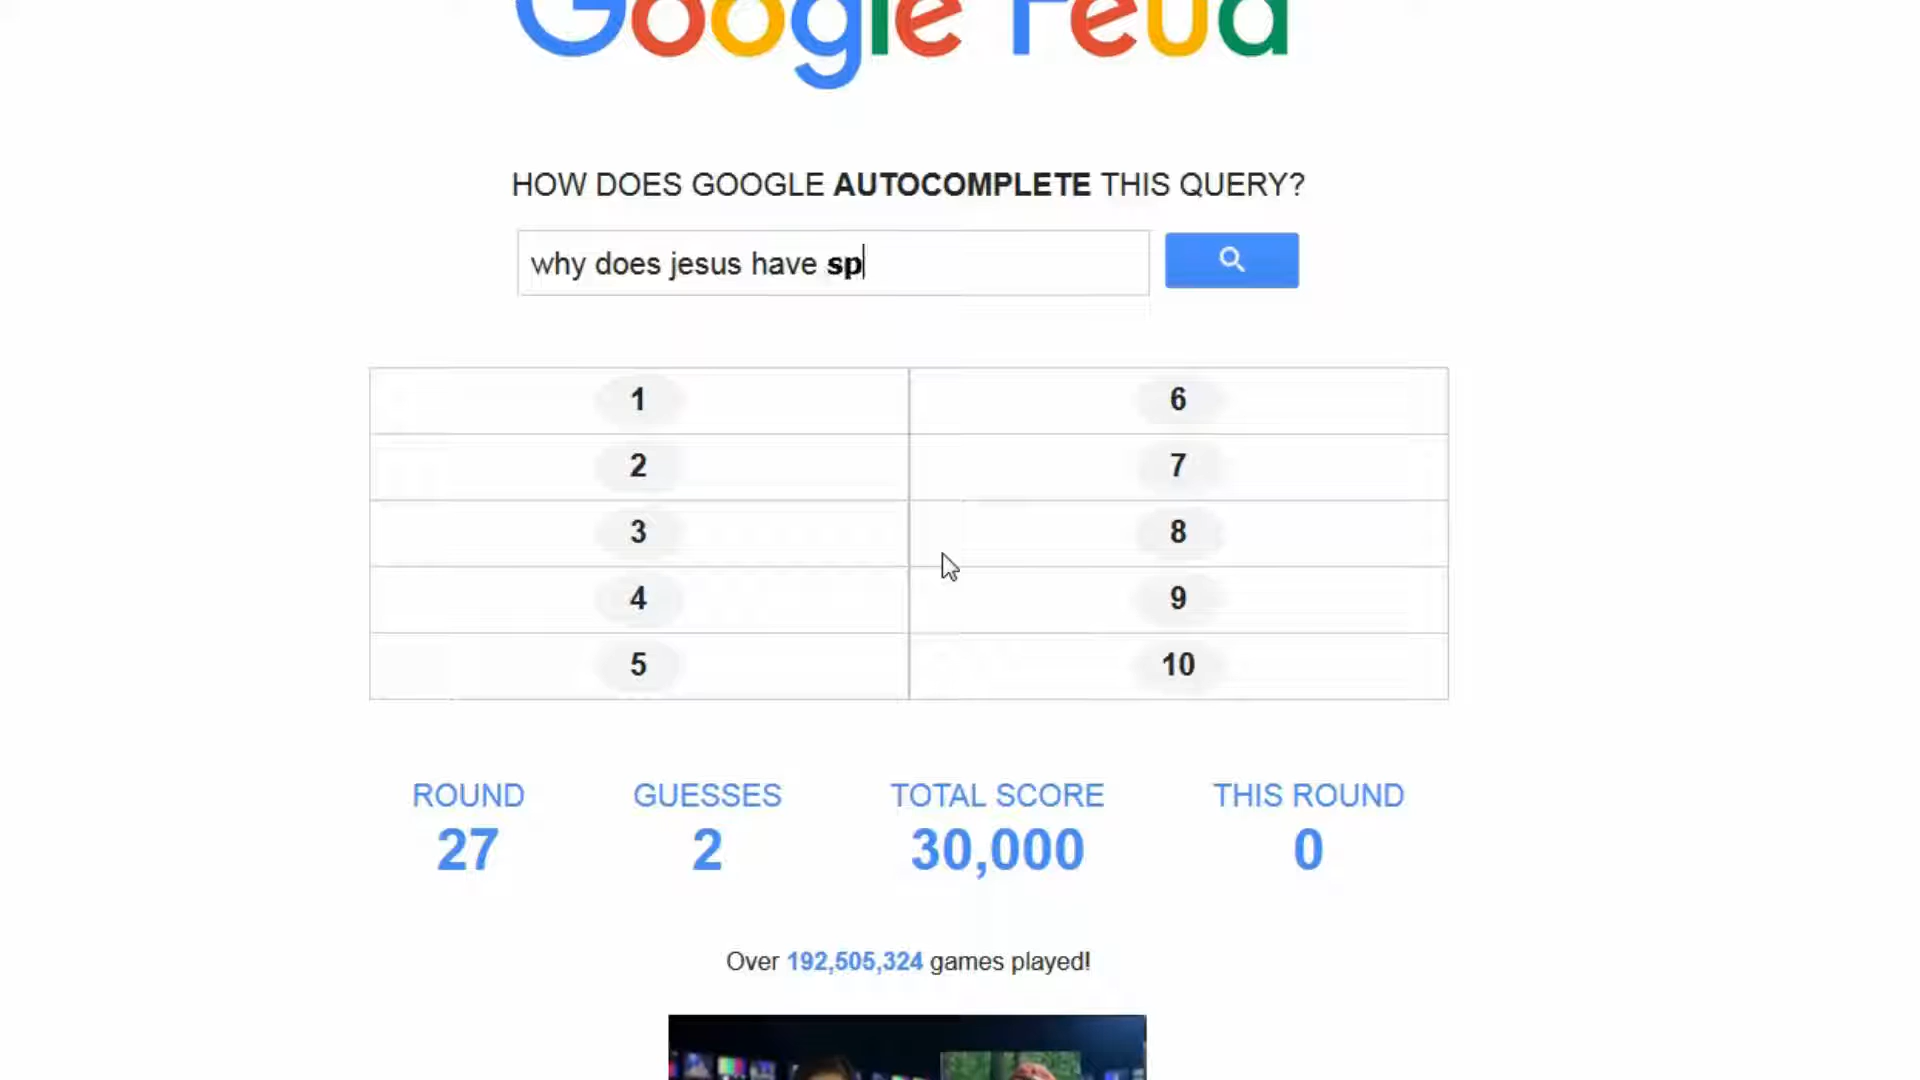 Google Feud
HOW DOES GOOGLE AUTOCOMPLETE THIS QUERY?
why does jesus have sp
1 6
2 7
3 8
4 9
5 10
ROUND GUESSES TOTAL SCORE THIS ROUND
27 2 30,000 0
Over 192,505,324 games played!